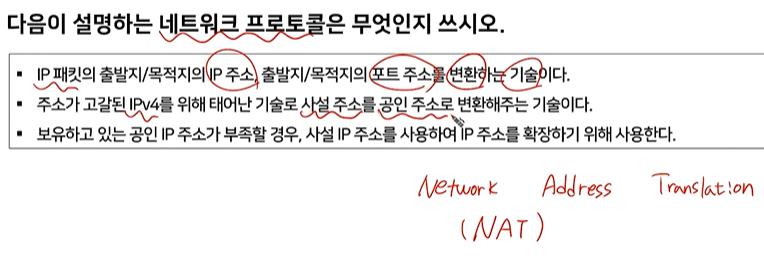 다음이 설명하는 네트워크 프로토콜은 무엇인지 쓰시오.
▪ IP 패킷의 출발지/목적지의 IP 주소, 출발지/목적지의 포트 주소를 변환하는 기술이다.
▪ 주소가 고갈된 IPv4를 위해 태어난 기술로 사설 주소를 공인 주소로 변환해주는 기술이다.
▪ 보유하고 있는 공인 IP 주소가 부족할 경우, 사설 IP 주소를 사용하여 IP 주소를 확장하기 위해 사용한다.
Network Address Translation
(NAT)